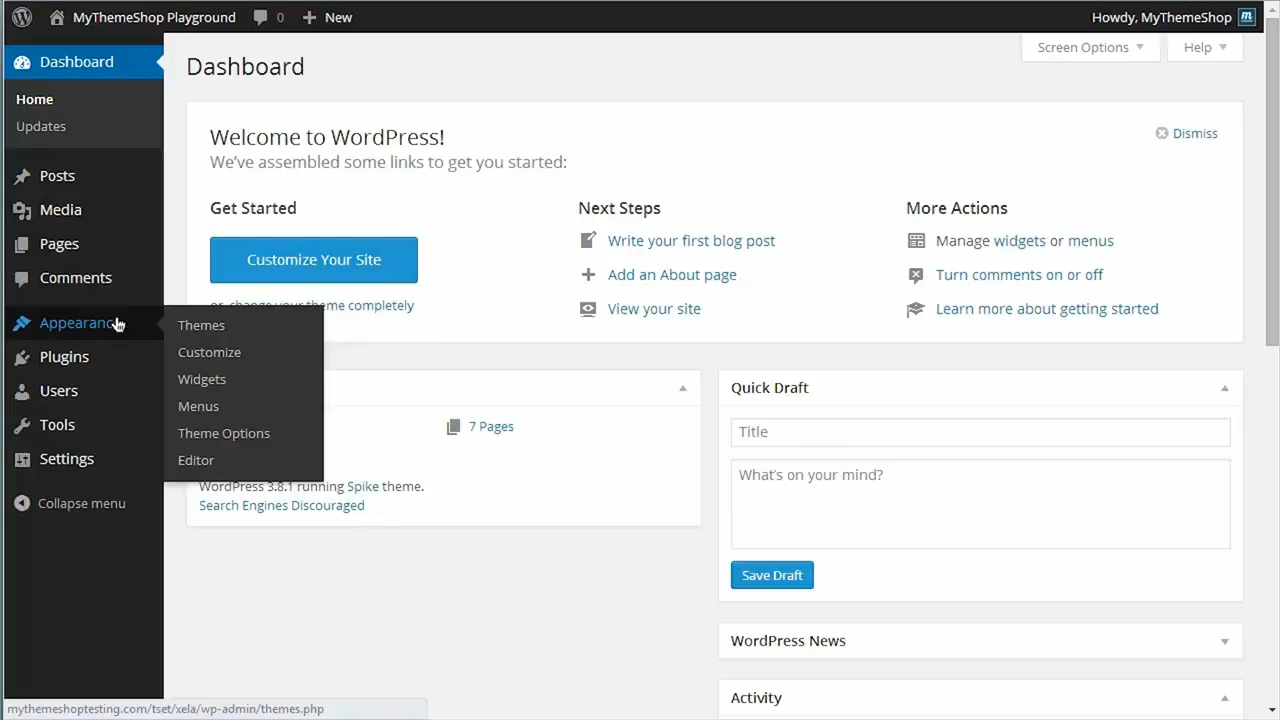 MyThemeShop Playground 0 New Howdy, MyThemeShop
Screen Options Help
Dashboard
Home
Updates
Posts
Media
Pages
Comments
Appearanc
Plugins
Users
Tools
Settings
Collapse menu
Themes
Customize
Widgets
Menus
Theme Options
Editor
Dashboard
Welcome to WordPress!
Dismiss
We've assembled some links to get you started:
Get Started
Customize Your Site
or, change your theme completely
Next Steps
Write your first blog post
Add an About page
View your site
More Actions
Manage widgets or menus
Turn comments on or off
Learn more about getting started
7 Pages
WordPress 3.8.1 running Spike theme.
Search Engines Discouraged
Quick Draft
Title
What's on your mind?
Save Draft
WordPress News
Activity
mythemeshoptesting.com/tset/xela/wp-admin/themes.php